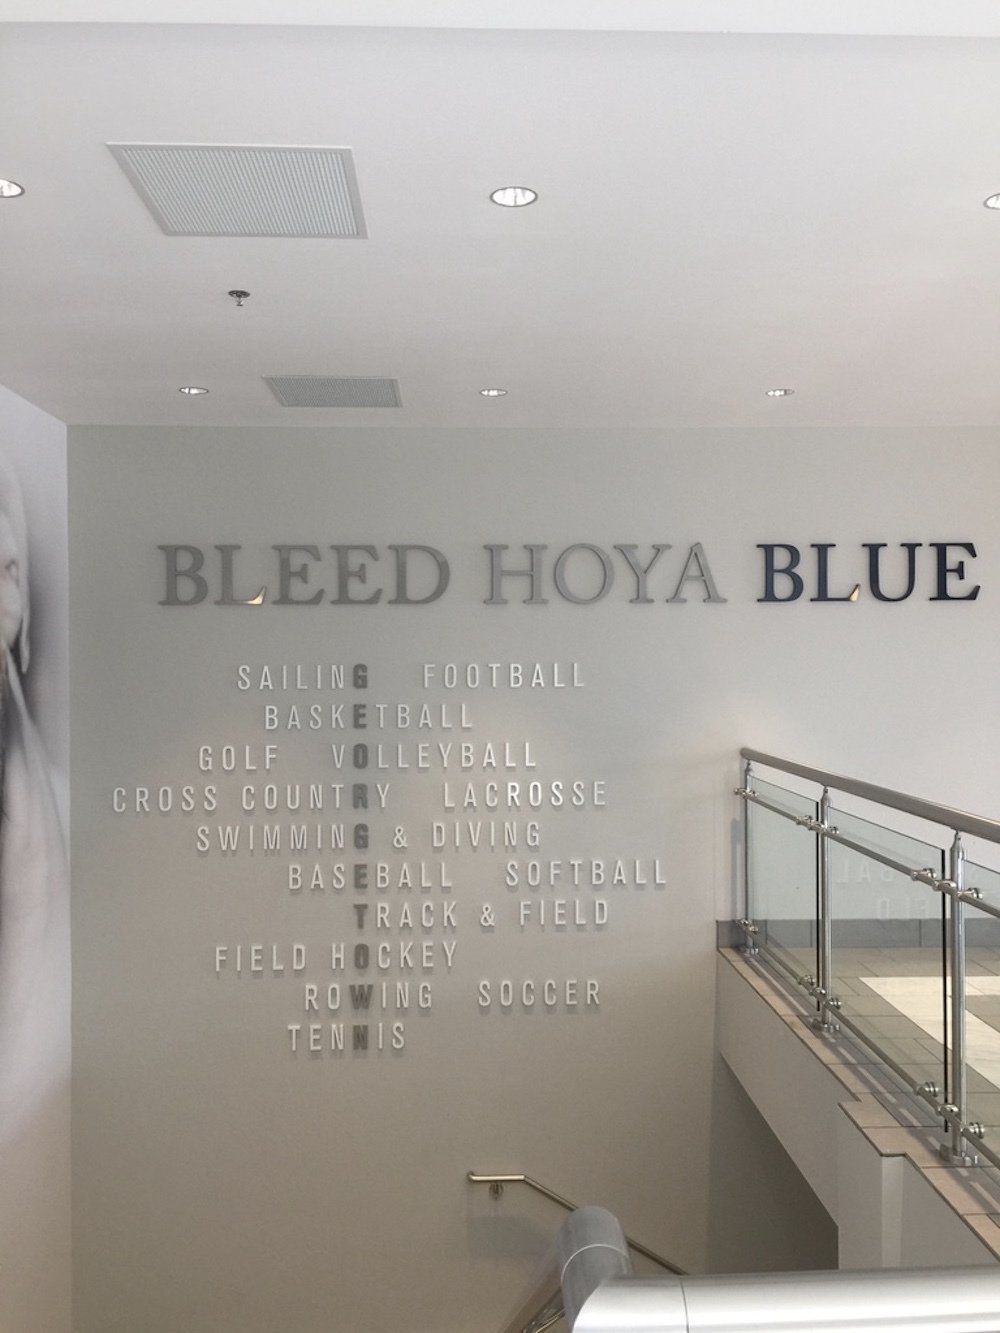 BLEED HOYA BLUE
SAILING FOOTBALL
BASKETBALL
GOLF VOLLEYBALL
CROSS COUNTRY LACROSSE
SWIMMING & DIVING
BASEBALL SOFTBALL
TRACK & FIELD
FIELD HOCKEY
ROWING SOCCER
TENNIS